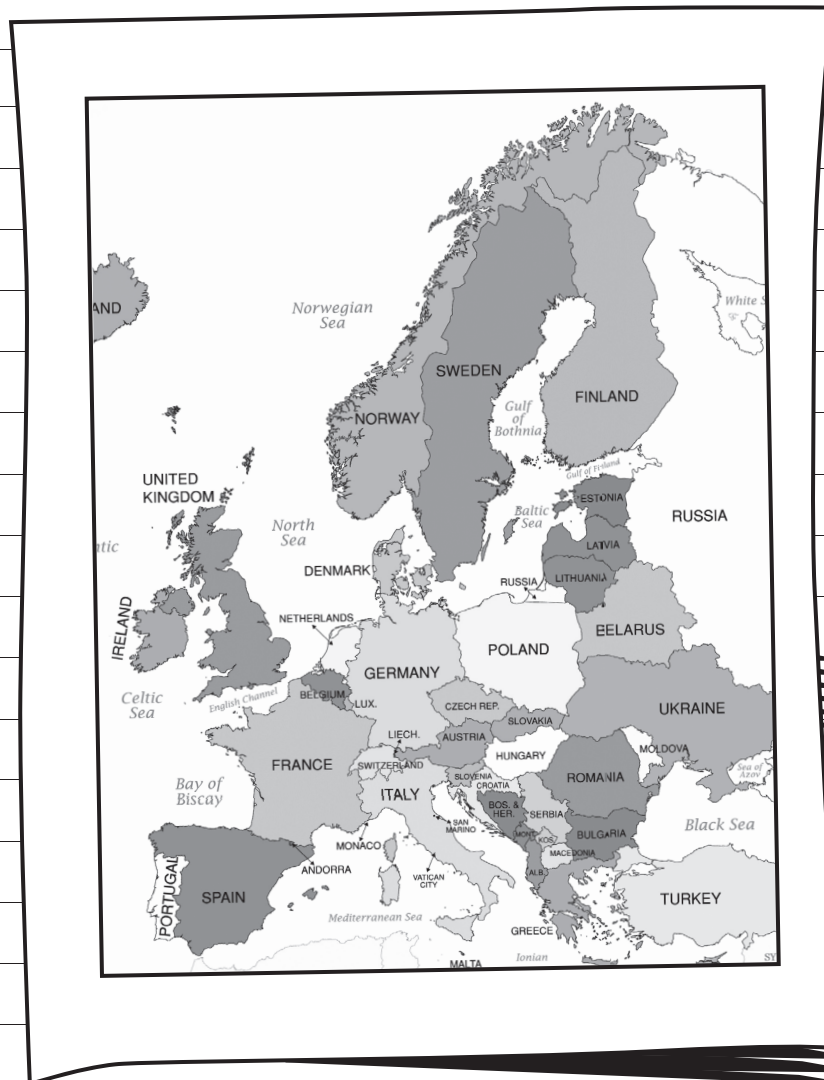 AND
Norwegian
Sea
White S
SWEDEN
FINLAND
NORWAY
Gulf
of
Bothnia
Gulf of Finland
UNITED
KINGDOM
ESTONIA
RUSSIA
Baltic
Sea
North
Sea
ntic
LATVIA
DENMARK
LITHUANIA
RUSSIA
NETHERLANDS
IRELAND
BELARUS
POLAND
GERMANY
BELGIUM
LUX.
Celtic
Sea
English Channel
CZECH REP.
UKRAINE
SLOVAKIA
LIECH.
AUSTRIA
MOLDOVA
HUNGARY
FRANCE
SWITZERLAND
Sea of
Azov
ROMANIA
SLOVENIA
CROATIA
ITALY
Bay of
Biscay
BOS. &
HER.
SERBIA
SAN
MARINO
Black Sea
MONT.
KOS.
BULGARIA
MONACO
MACEDONIA
ANDORRA
ALB.
VATICAN
CITY
PORTUGAL
SPAIN
TURKEY
Mediterranean Sea
GREECE
Ionian
MALTA
SY